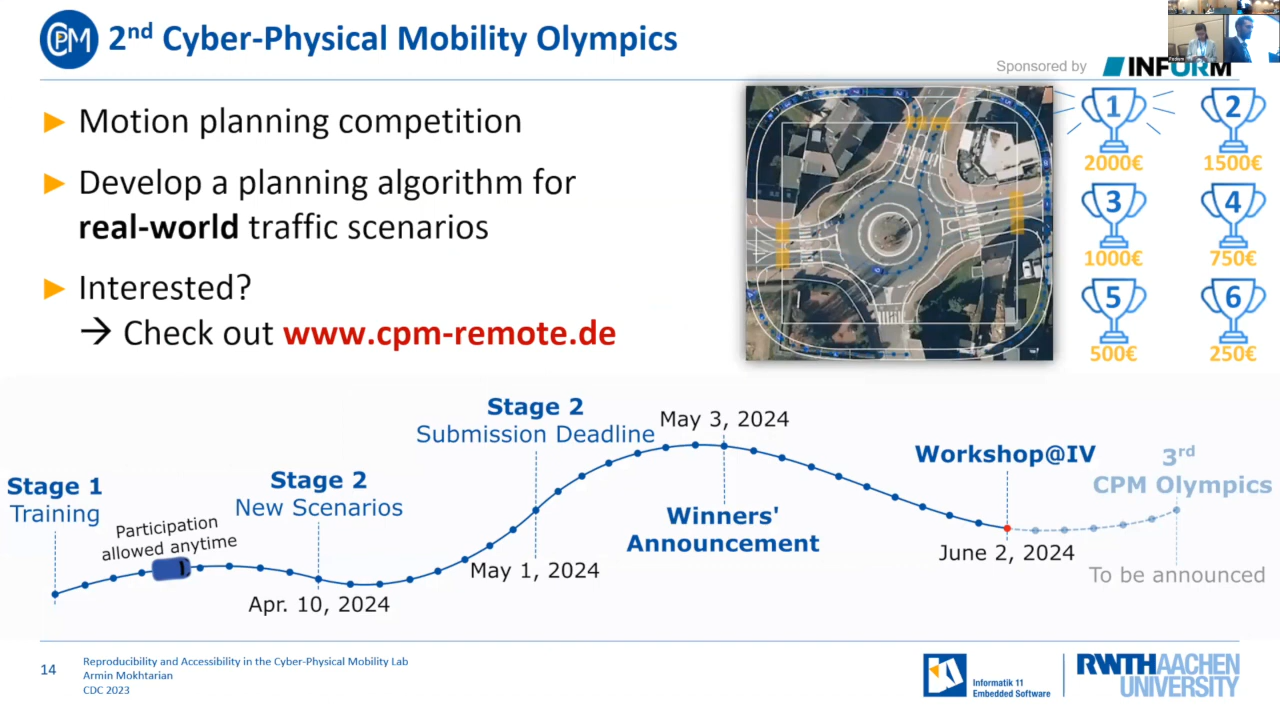 CPM
2nd Cyber-Physical Mobility Olympics
Sponsored by
INFORM
Motion planning competition
Develop a planning algorithm for
real-world traffic scenarios
Interested?
→ Check out www.cpm-remote.de
1
2
2000€
1500€
3
4
1000€
750€
5
6
500€
250€
Stage 1
Training
Participation
allowed anytime
Stage 2
New Scenarios
Apr. 10, 2024
Stage 2
Submission Deadline
May 1, 2024
May 3, 2024
Winners'
Announcement
Workshop@IV
June 2, 2024
3rd
CPM Olympics
To be announced
14
Reproducibility and Accessibility in the Cyber-Physical Mobility Lab
Armin Mokhtarian
CDC 2023
Informatik 11
Embedded Software
RWTHAACHEN
UNIVERSITY